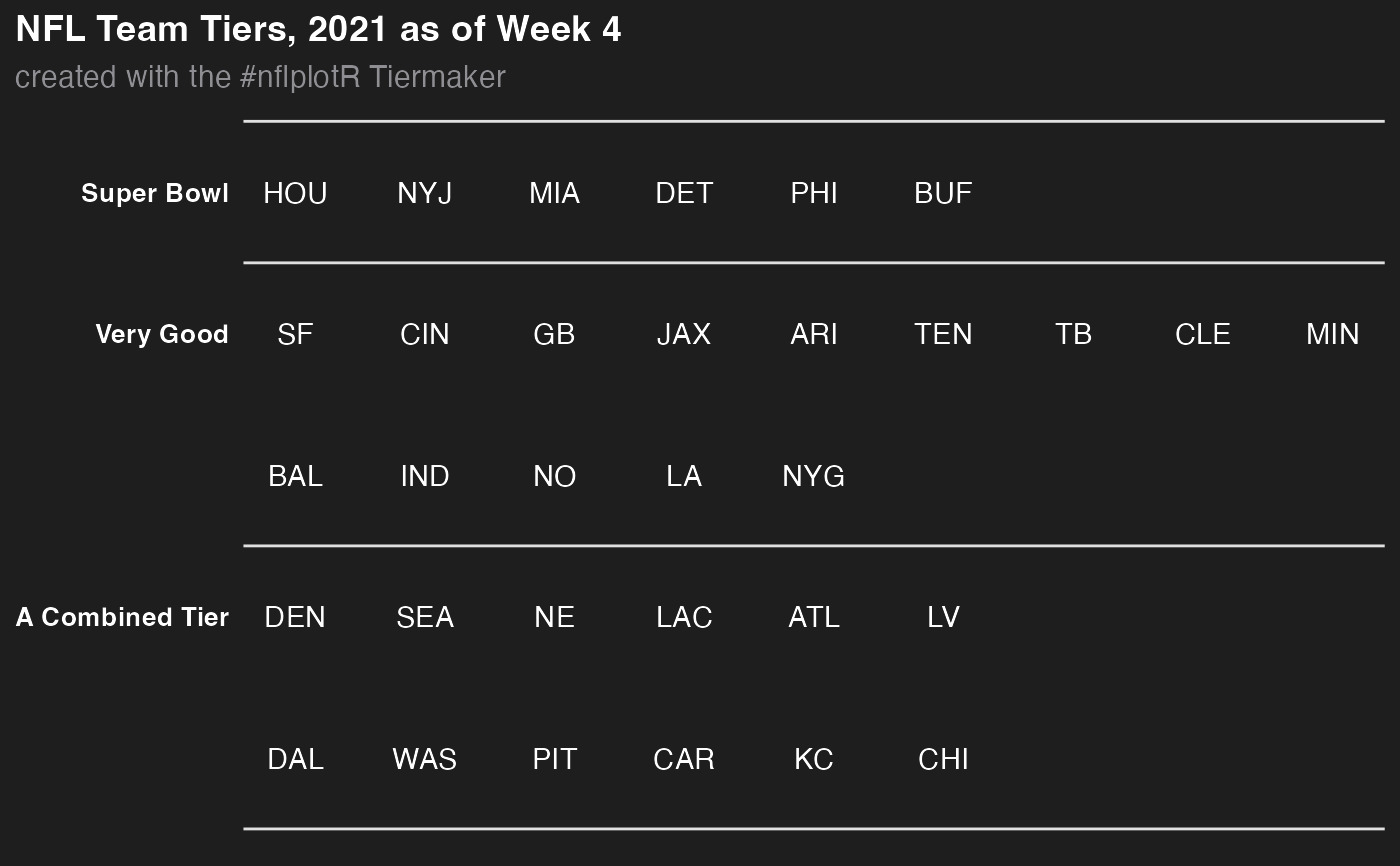 NFL Team Tiers, 2021 as of Week 4
created with the #nflplotR Tiermaker
Super Bowl HOU NYJ MIA DET PHI BUF
Very Good SF CIN GB JAX ARI TEN TB CLE MIN
BAL IND NO LA NYG
A Combined Tier DEN SEA NE LAC ATL LV
DAL WAS PIT CAR KC CHI